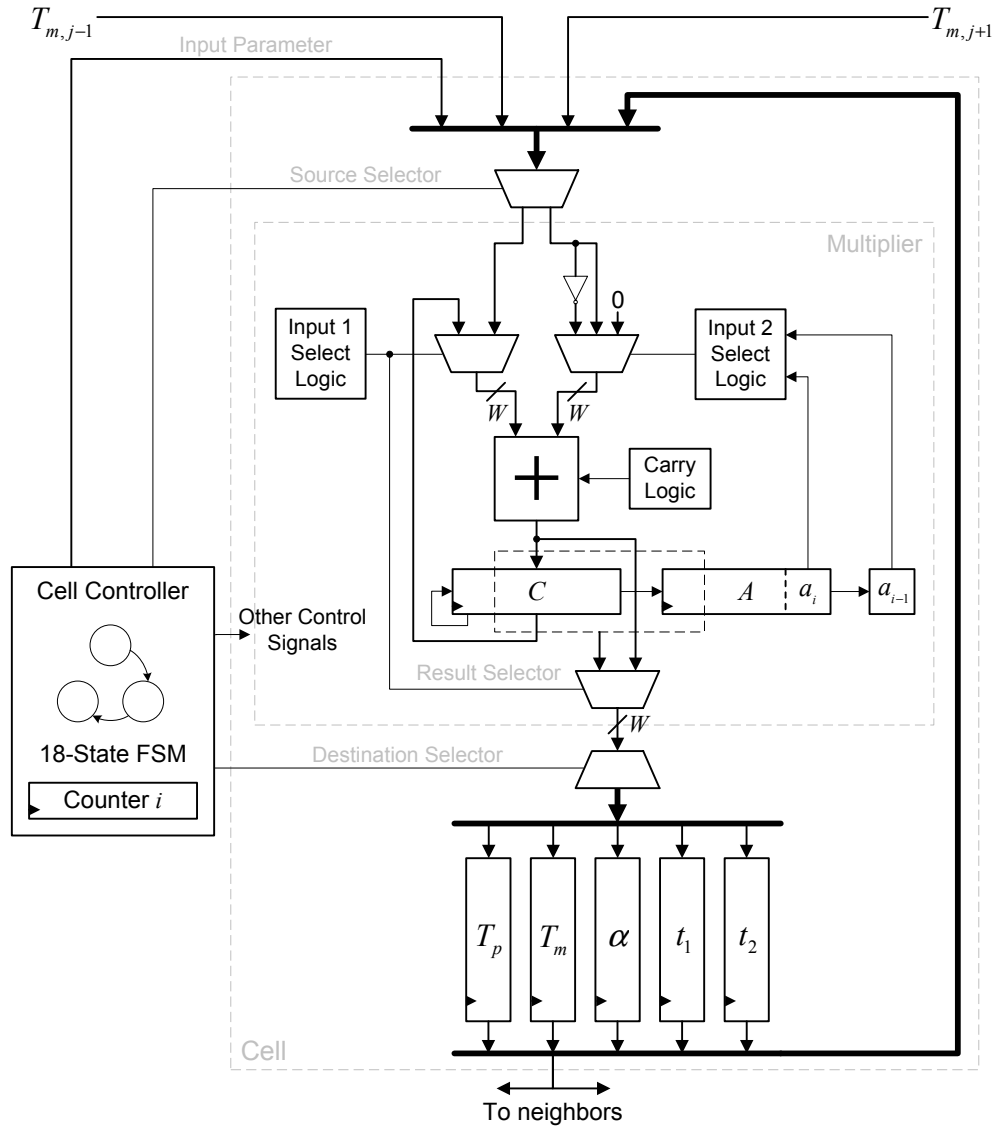 T_{m,j-1}
T_{m,j+1}
Input Parameter
Source Selector
Multiplier
0
Input 1
Select
Logic
Input 2
Select
Logic
W
W
+
Carry
Logic
Cell Controller
C
A
a_i
a_{i-1}
Other Control
Signals
Result Selector
W
18-State FSM
Destination Selector
Counter i
T_p
T_m
α
t_1
t_2
Cell
To neighbors